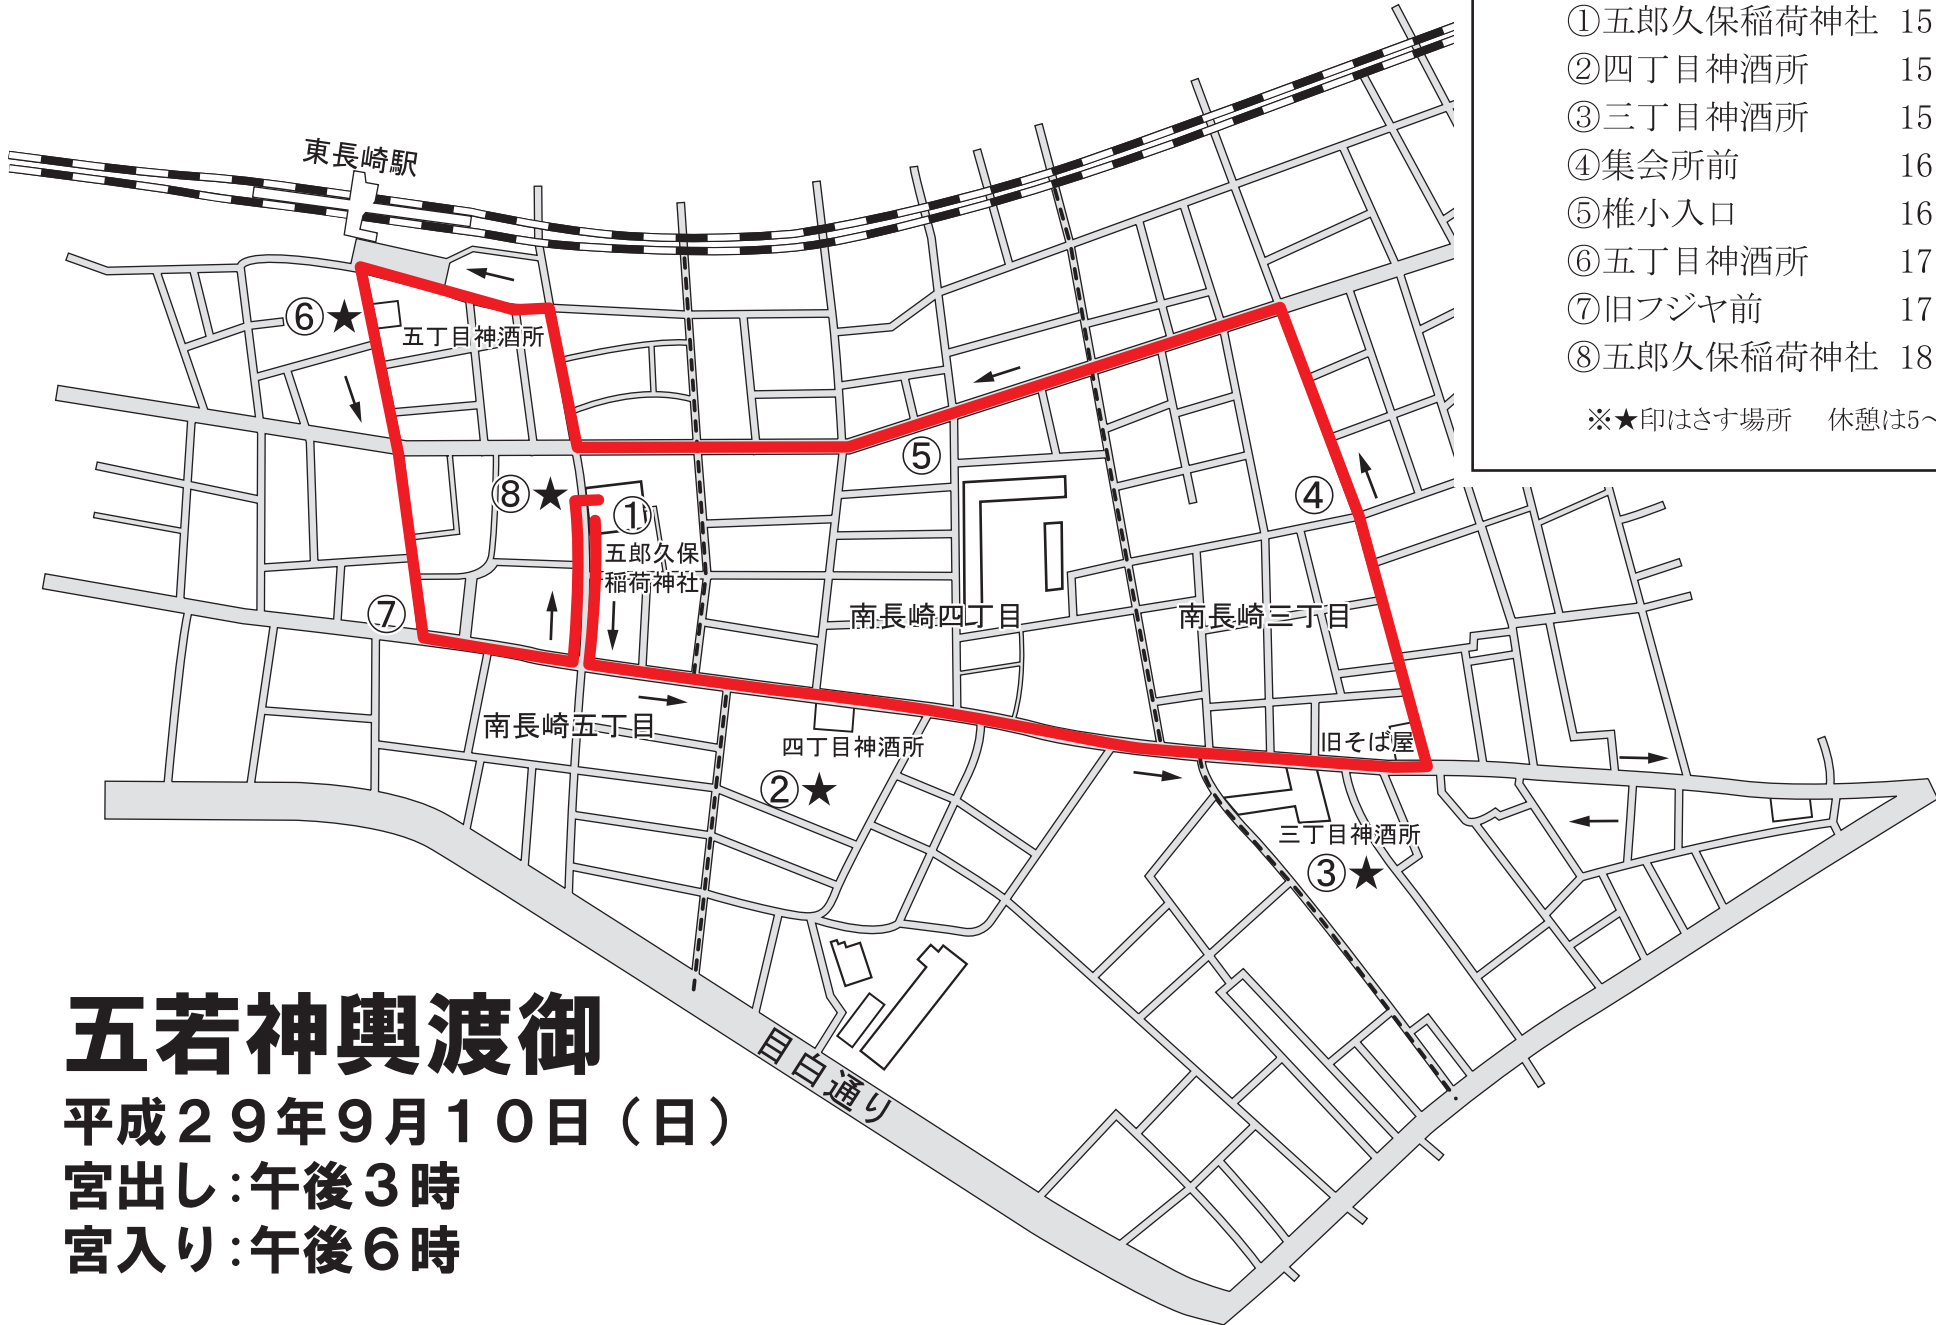 ①五郎久保稲荷神社 15
②四丁目神酒所 15
③三丁目神酒所 15
④集会所前 16
⑤椎小入口 16
⑥五丁目神酒所 17
⑦旧フジヤ前 17
⑧五郎久保稲荷神社 18
※★印はさす場所 休憩は5〜
東長崎駅
⑥★
五丁目神酒所
⑤
⑧★
①
④
五郎久保
稲荷神社
⑦
南長崎四丁目
南長崎三丁目
南長崎五丁目
四丁目神酒所
旧そば屋
②★
三丁目神酒所
③★
目白通り
五若神輿渡御
平成29年9月10日（日）
宮出し：午後3時
宮入り：午後6時